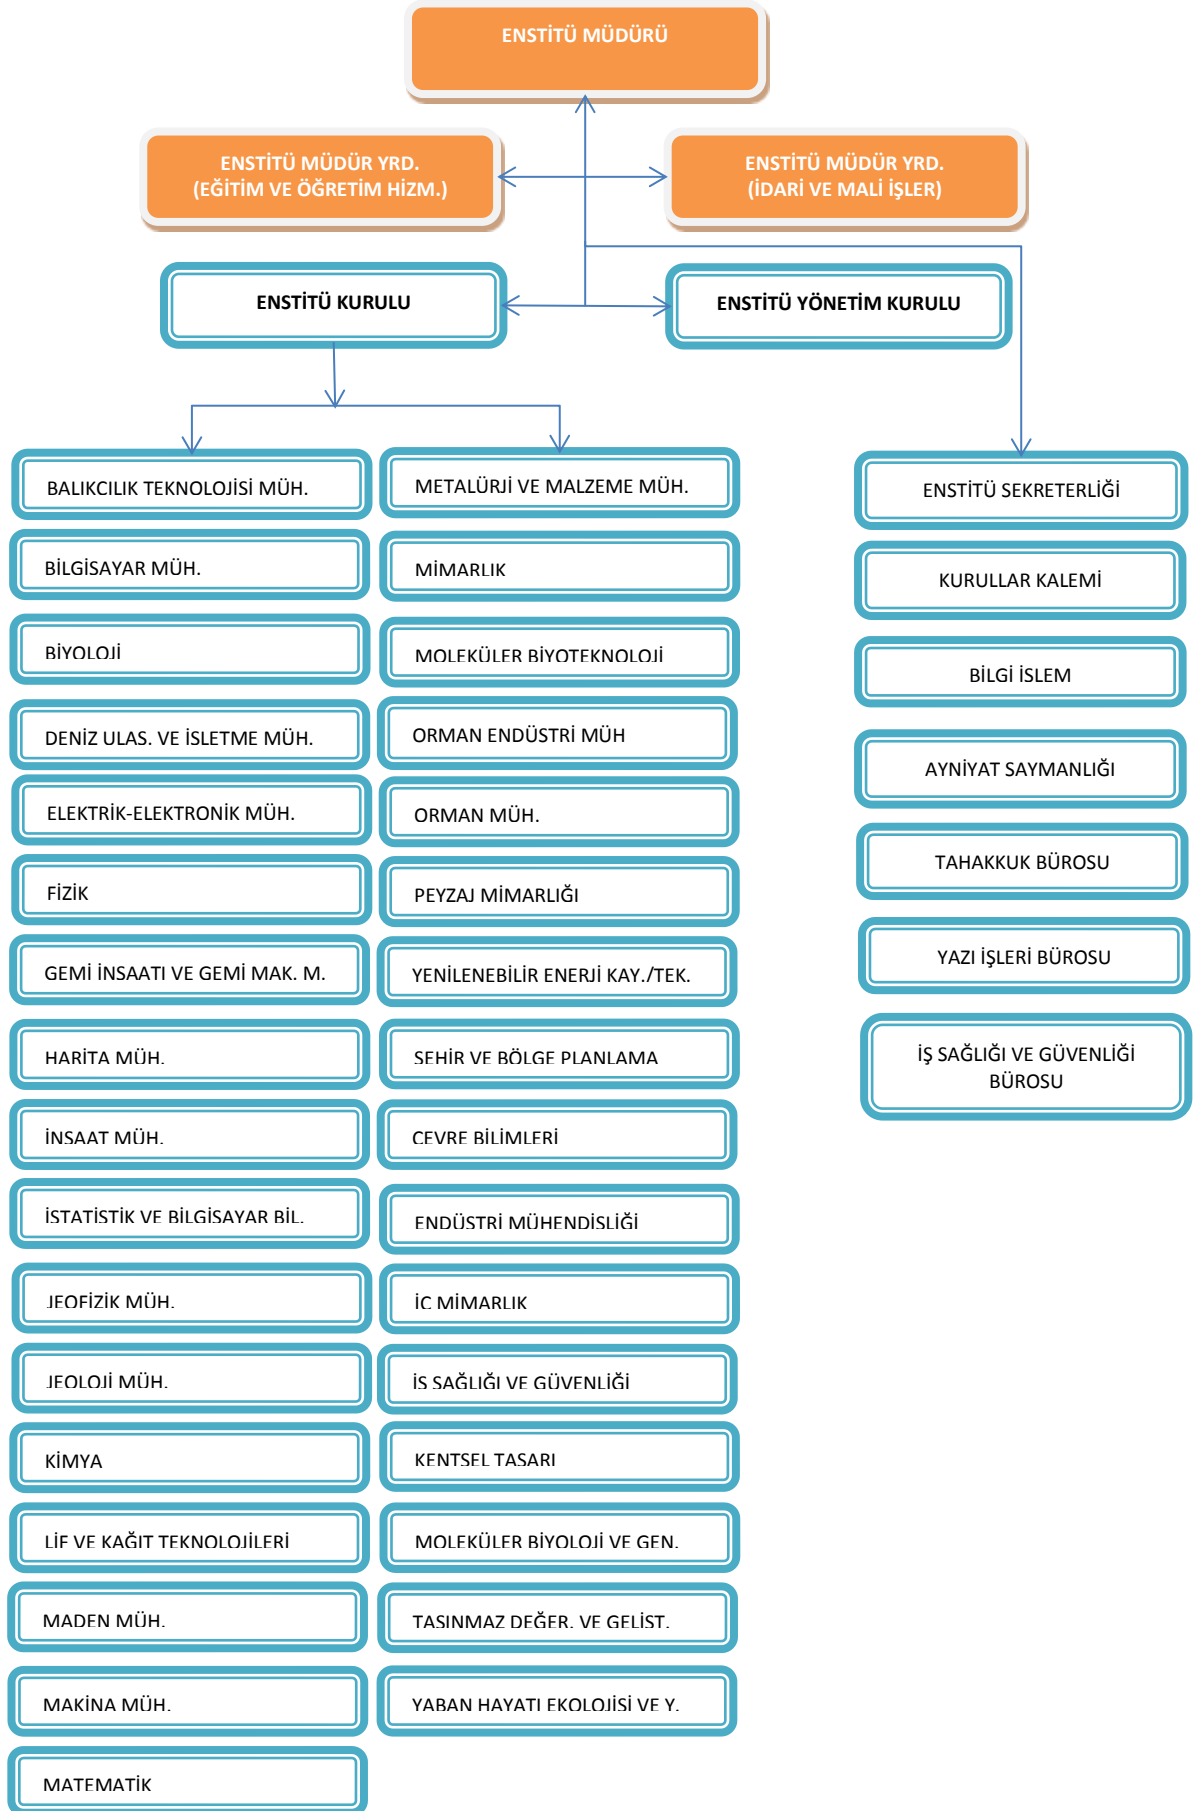 ENSTİTÜ MÜDÜRÜ
ENSTİTÜ MÜDÜR YRD.
(EĞİTİM VE ÖĞRETİM HİZM.)
ENSTİTÜ MÜDÜR YRD.
(İDARİ VE MALİ İŞLER)
ENSTİTÜ KURULU
ENSTİTÜ YÖNETİM KURULU
BALIKCILIK TEKNOLOJİSİ MÜH.
BİLGİSAYAR MÜH.
BİYOLOJİ
DENİZ ULAS. VE İSLETME MÜH.
ELEKTRİK-ELEKTRONİK MÜH.
FİZİK
GEMİ İNSAATI VE GEMİ MAK. M.
HARİTA MÜH.
İNSAAT MÜH.
İSTATİSTİK VE BİLGİSAYAR BİL.
JEOFİZİK MÜH.
JEOLOJİ MÜH.
KİMYA
LİF VE KAĞIT TEKNOLOJİLERİ
MADEN MÜH.
MAKİNA MÜH.
MATEMATİK
METALÜRJİ VE MALZEME MÜH.
MİMARLIK
MOLEKÜLER BİYOTEKNOLOJİ
ORMAN ENDÜSTRİ MÜH
ORMAN MÜH.
PEYZAJ MİMARLIĞI
YENİLENEBİLİR ENERJİ KAY./TEK.
SEHİR VE BÖLGE PLANLAMA
CEVRE BİLİMLERİ
ENDÜSTRİ MÜHENDİSLİĞİ
İC MİMARLIK
İS SAĞLIĞI VE GÜVENLİĞİ
KENTSEL TASARI
MOLEKÜLER BİYOLOJİ VE GEN.
TASINMAZ DEĞER. VE GELİST.
YABAN HAYATI EKOLOJİSİ VE Y.
ENSTİTÜ SEKRETERLİĞİ
KURULLAR KALEMİ
BİLGİ İSLEM
AYNİYAT SAYMANLIĞI
TAHAKKUK BÜROSU
YAZI İŞLERİ BÜROSU
İŞ SAĞLIĞI VE GÜVENLİĞİ
BÜROSU